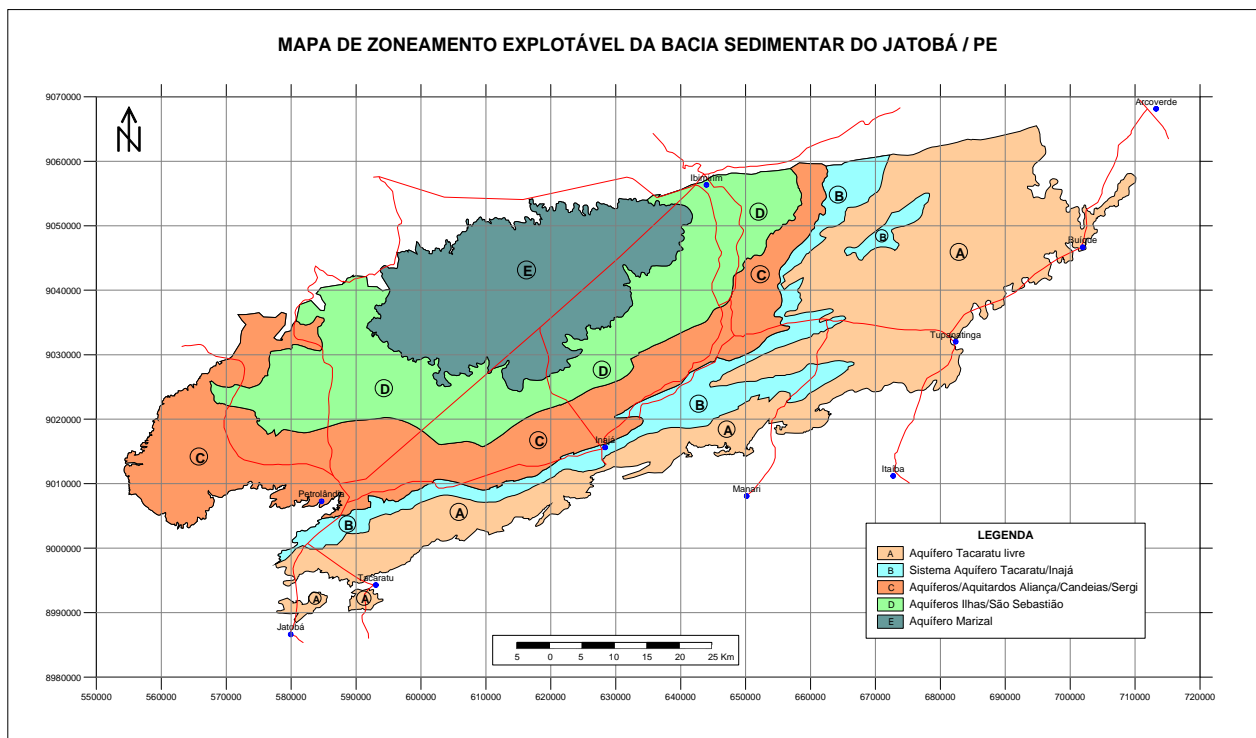 MAPA DE ZONEAMENTO EXPLOTÁVEL DA BACIA SEDIMENTAR DO JATOBÁ / PE
9070000
Arcoverde
N
9060000
Ibimirim
B
D
9050000
B
Buíque
A
E
C
9040000
Tupanatinga
9030000
D
D
B
9020000
A
C
Inajá
C
Itaíba
9010000
Petrolândia
Manari
A
B
9000000
Tacaratu
A
A
8990000
Jatobá
8980000
LEGENDA
A Aquífero Tacaratu livre
B Sistema Aquífero Tacaratu/Inajá
C Aquíferos/Aquitardos Aliança/Candeias/Sergi
D Aquíferos Ilhas/São Sebastião
E Aquífero Marizal
5 0 5 10 15 20 25 Km
550000 560000 570000 580000 590000 600000 610000 620000 630000 640000 650000 660000 670000 680000 690000 700000 710000 720000